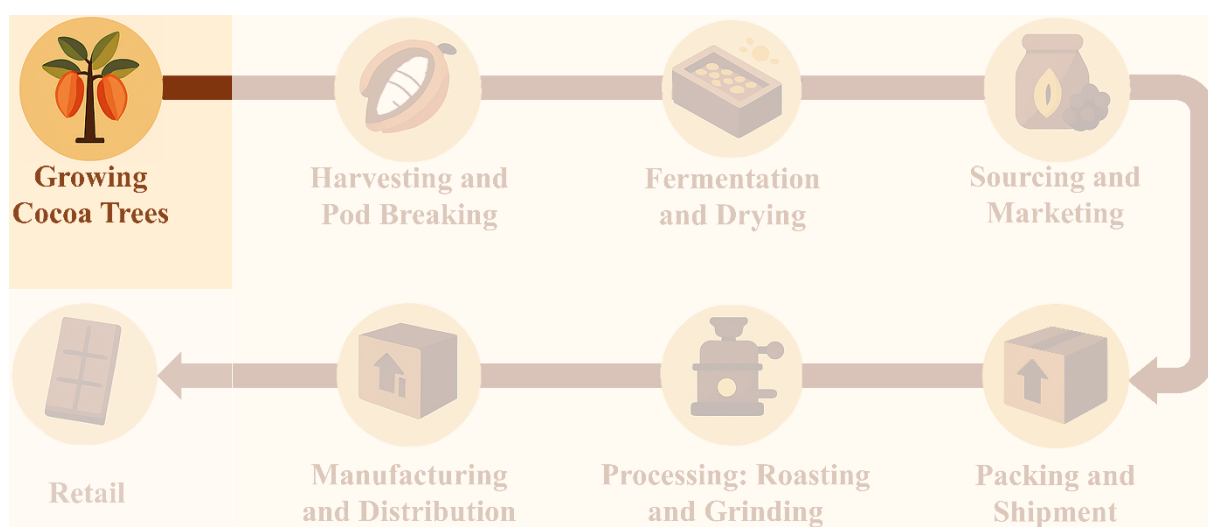 Growing
Cocoa Trees
Harvesting and
Pod Breaking
Fermentation
and Drying
Sourcing and
Marketing
Retail
Manufacturing
and Distribution
Processing: Roasting
and Grinding
Packing and
Shipment